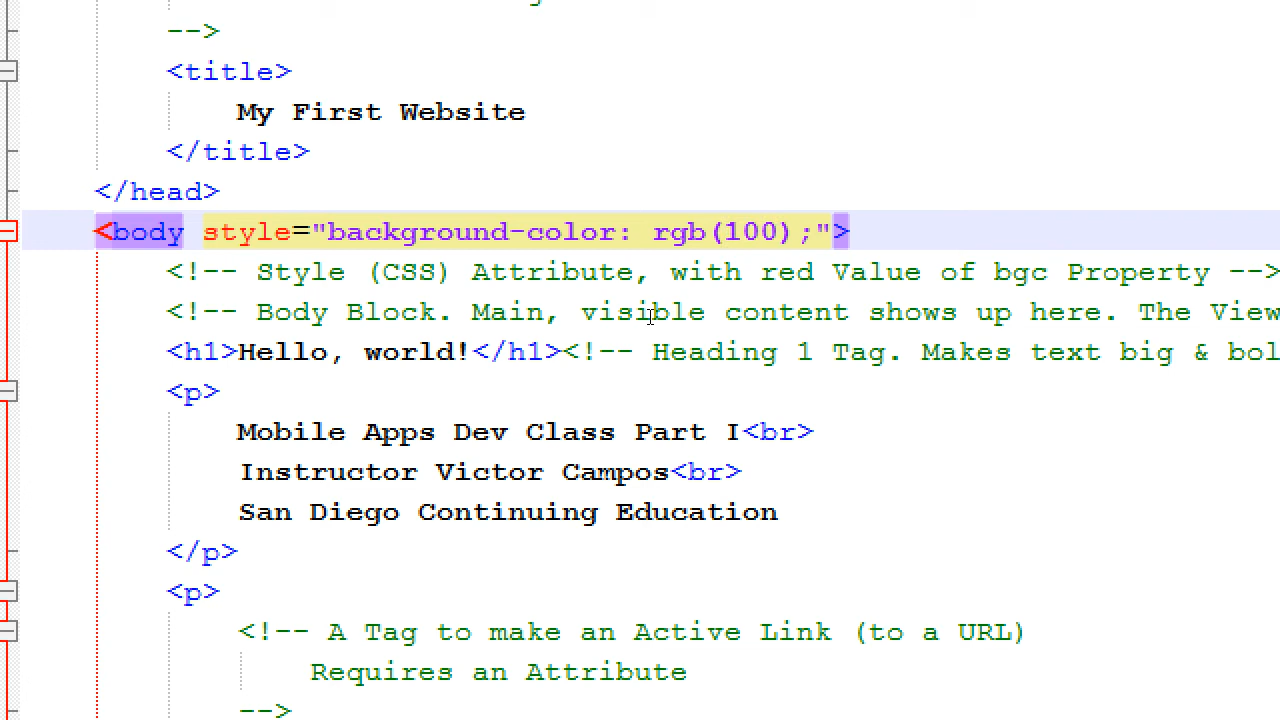 -->
<title>
My First Website
</title>
</head>
<body style="background-color: rgb(100);">
<!-- Style (CSS) Attribute, with red Value of bgc Property -->
<!-- Body Block. Main, visible content shows up here. The View
<h1>Hello, world!</h1><!-- Heading 1 Tag. Makes text big & bol
<p>
Mobile Apps Dev Class Part I<br>
Instructor Victor Campos<br>
San Diego Continuing Education
</p>
<p>
<!-- A Tag to make an Active Link (to a URL)
Requires an Attribute
-->